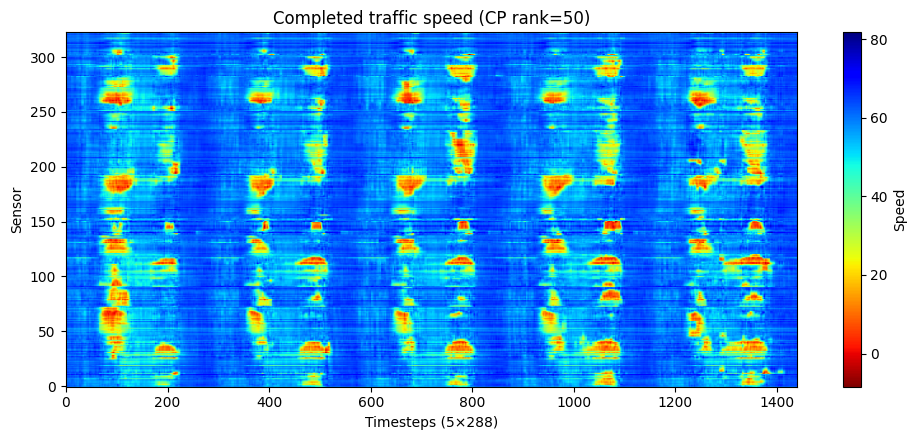 Completed traffic speed (CP rank=50)
Sensor
300
250
200
150
100
50
0
0 200 400 600 800 1000 1200 1400
Timesteps (5×288)
80
60
40
20
0
Speed